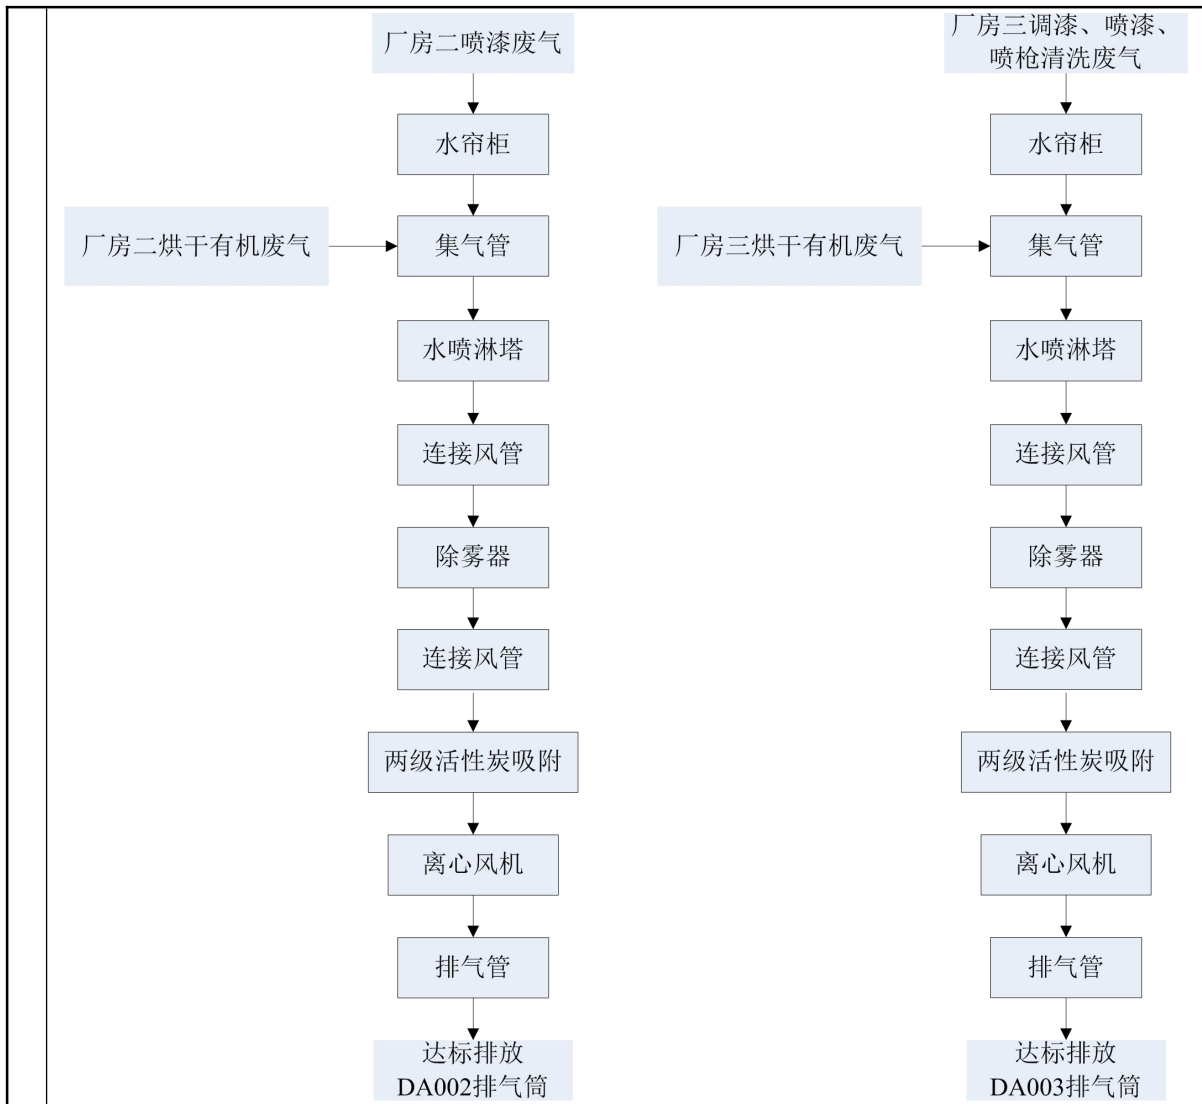 厂房二喷漆废气
水帘柜
厂房二烘干有机废气
集气管
水喷淋塔
连接风管
除雾器
连接风管
两级活性炭吸附
离心风机
排气管
达标排放
DA002排气筒
厂房三调漆、喷漆、
喷枪清洗废气
水帘柜
厂房三烘干有机废气
集气管
水喷淋塔
连接风管
除雾器
连接风管
两级活性炭吸附
离心风机
排气管
达标排放
DA003排气筒